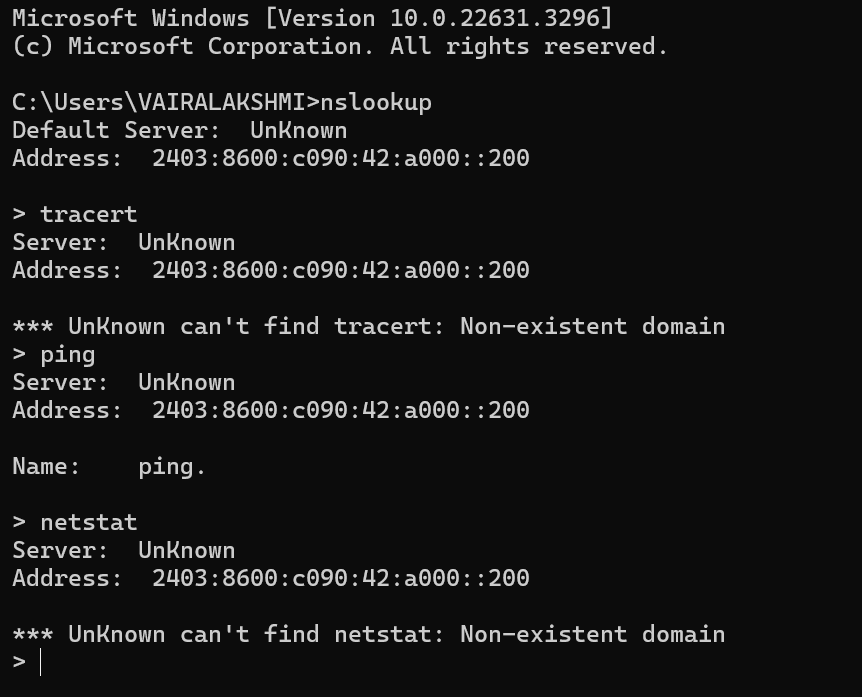 Microsoft Windows [Version 10.0.22631.3296]
(c) Microsoft Corporation. All rights reserved.
C:\Users\VAIRALAKSHMI>nslookup
Default Server:  UnKnown
Address:  2403:8600:c090:42:a000::200
> tracert
Server:  UnKnown
Address:  2403:8600:c090:42:a000::200
*** UnKnown can't find tracert: Non-existent domain
> ping
Server:  UnKnown
Address:  2403:8600:c090:42:a000::200
Name:    ping.
> netstat
Server:  UnKnown
Address:  2403:8600:c090:42:a000::200
*** UnKnown can't find netstat: Non-existent domain
>